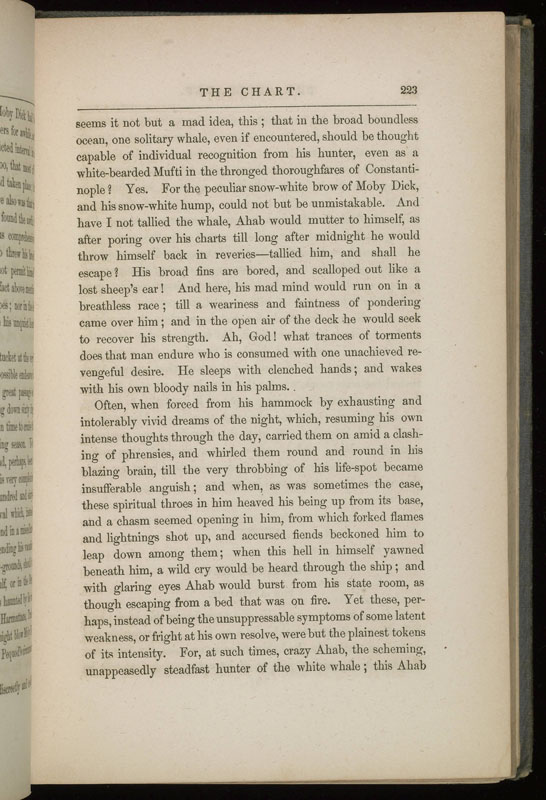 THE CHART. 223
seems it not but a mad idea, this ; that in the broad boundless
ocean, one solitary whale, even if encountered, should be thought
capable of individual recognition from his hunter, even as a
white-bearded Mufti in the thronged thoroughfares of Constanti-
nople ? Yes. For the peculiar snow-white brow of Moby Dick,
and his snow-white hump, could not but be unmistakable. And
have I not tallied the whale, Ahab would mutter to himself, as
after poring over his charts till long after midnight he would
throw himself back in reveries—tallied him, and shall he
escape ? His broad fins are bored, and scalloped out like a
lost sheep's ear ! And here, his mad mind would run on in a
breathless race ; till a weariness and faintness of pondering
came over him ; and in the open air of the deck he would seek
to recover his strength. Ah, God ! what trances of torments
does that man endure who is consumed with one unachieved re-
vengeful desire. He sleeps with clenched hands ; and wakes
with his own bloody nails in his palms.
Often, when forced from his hammock by exhausting and
intolerably vivid dreams of the night, which, resuming his own
intense thoughts through the day, carried them on amid a clash-
ing of phrensies, and whirled them round and round in his
blazing brain, till the very throbbing of his life-spot became
insufferable anguish ; and when, as was sometimes the case,
these spiritual throes in him heaved his being up from its base,
and a chasm seemed opening in him, from which forked flames
and lightnings shot up, and accursed fiends beckoned him to
leap down among them ; when this hell in himself yawned
beneath him, a wild cry would be heard through the ship ; and
with glaring eyes Ahab would burst from his state room, as
though escaping from a bed that was on fire. Yet these, per-
haps, instead of being the unsuppressable symptoms of some latent
weakness, or fright at his own resolve, were but the plainest tokens
of its intensity. For, at such times, crazy Ahab, the scheming,
unappeasedly steadfast hunter of the white whale ; this Ahab